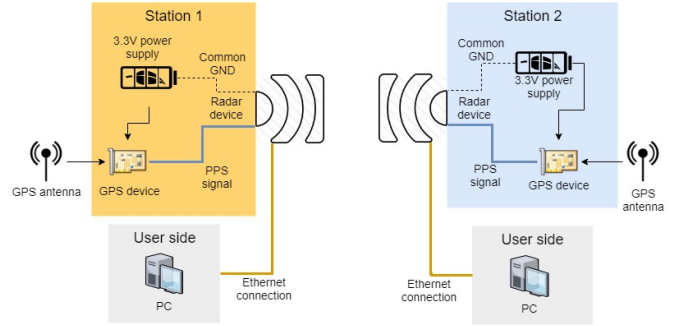 Station 1
3.3V power
supply
Common
GND
Radar
device
PPS
signal
GPS antenna
GPS device
User side
PC
Ethernet
connection
Station 2
Common
GND
3.3V power
supply
Radar
device
PPS
signal
GPS device
GPS
antenna
User side
PC
Ethernet
connection